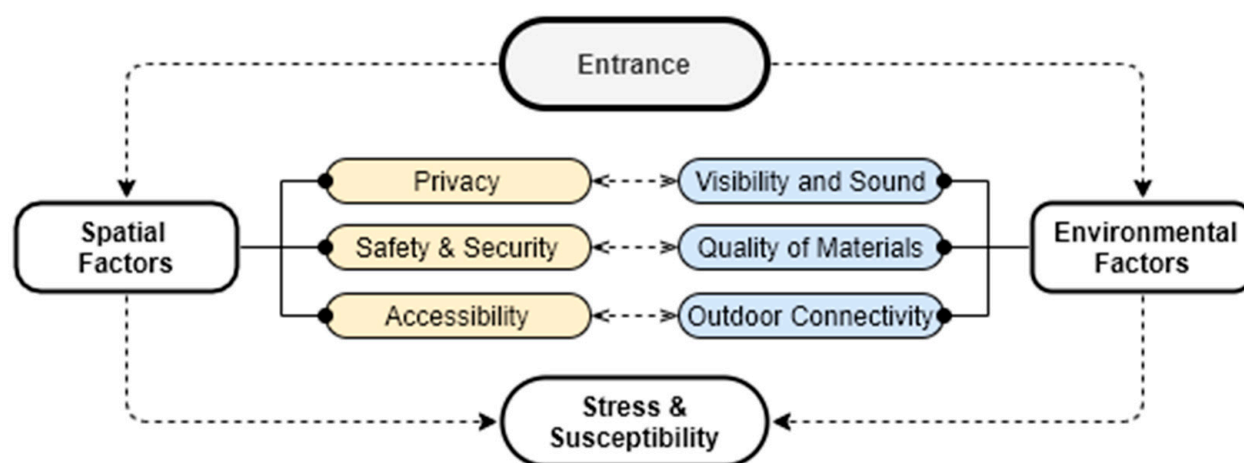 Entrance
Privacy
Visibility and Sound
Spatial
Factors
Safety & Security
Quality of Materials
Environmental
Factors
Accessibility
Outdoor Connectivity
Stress &
Susceptibility